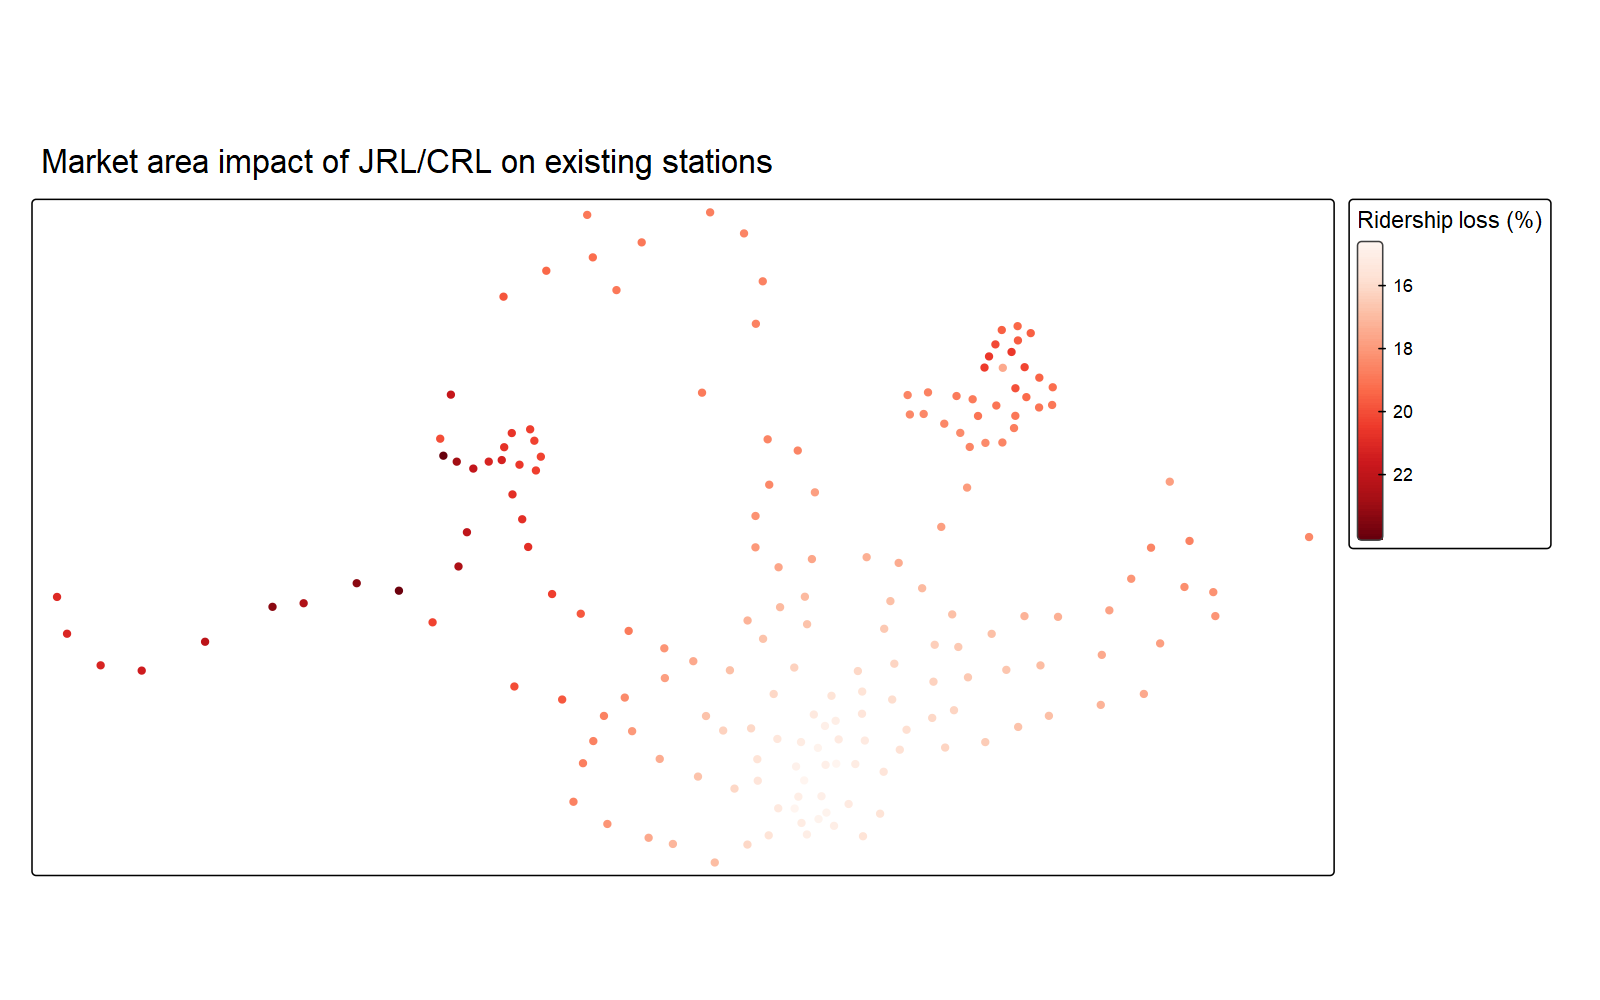 Market area impact of JRL/CRL on existing stations
Ridership loss (%)
16
18
20
22